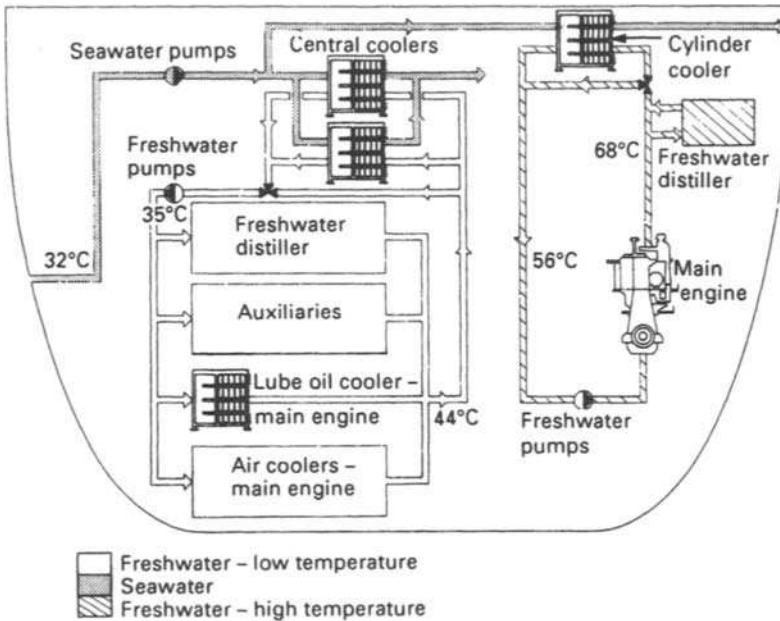 Seawater pumps
Central coolers
Cylinder
cooler
Freshwater
pumps
68°C
Freshwater
distiller
35°C
Freshwater
distiller
32°C
56°C
Main
engine
Auxiliaries
Lube oil cooler –
main engine
44°C
Freshwater
pumps
Air coolers –
main engine
Freshwater – low temperature
Seawater
Freshwater – high temperature